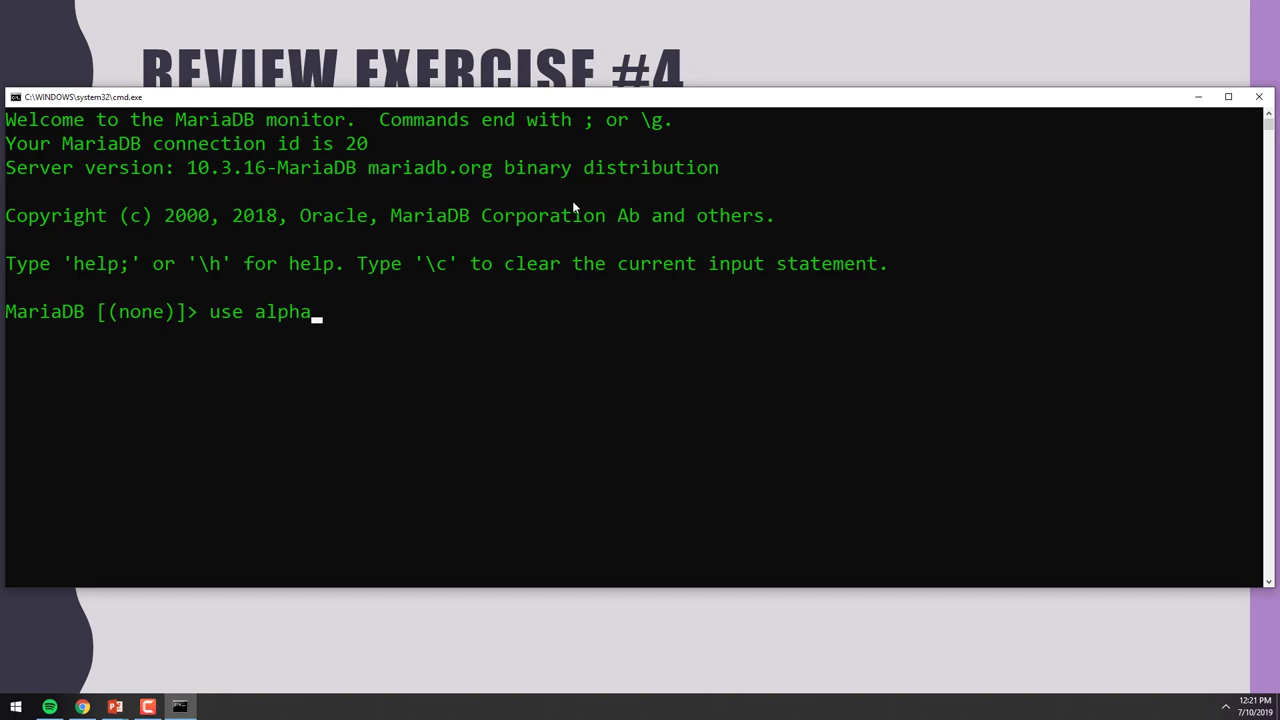 REVIEW EXERCISE #4
C:\WINDOWS\system32\cmd.exe
Welcome to the MariaDB monitor.  Commands end with ; or \g.
Your MariaDB connection id is 20
Server version: 10.3.16-MariaDB mariadb.org binary distribution
Copyright (c) 2000, 2018, Oracle, MariaDB Corporation Ab and others.
Type 'help;' or '\h' for help. Type '\c' to clear the current input statement.
MariaDB [(none)]> use alpha
12:21 PM
7/10/2019